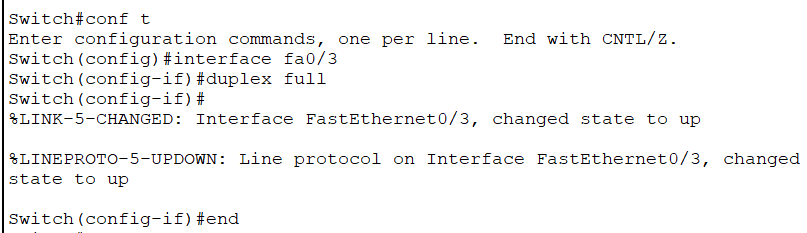 Switch#conf t
Enter configuration commands, one per line.  End with CNTL/Z.
Switch(config)#interface fa0/3
Switch(config-if)#duplex full
Switch(config-if)#
%LINK-5-CHANGED: Interface FastEthernet0/3, changed state to up
%LINEPROTO-5-UPDOWN: Line protocol on Interface FastEthernet0/3, changed
state to up
Switch(config-if)#end